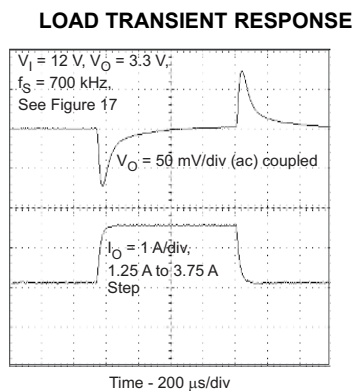 LOAD TRANSIENT RESPONSE
V_I = 12 V, V_O = 3.3 V,
f_S = 700 kHz,
See Figure 17
V_O = 50 mV/div (ac) coupled
I_O = 1 A/div,
1.25 A to 3.75 A
Step
Time - 200 μs/div